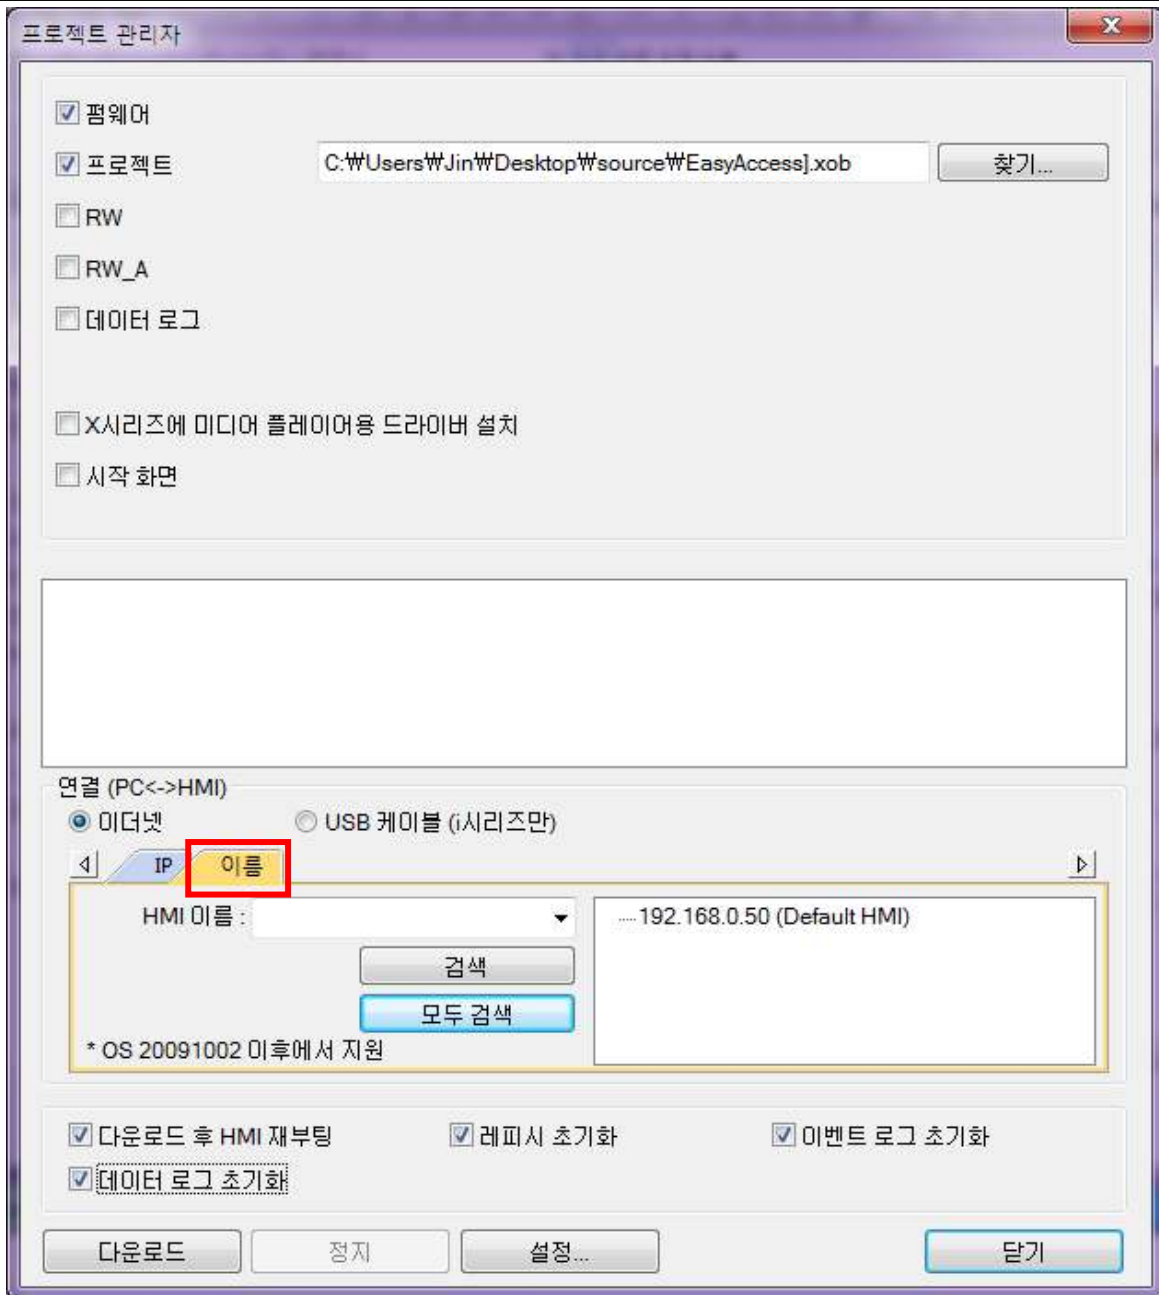 프로젝트 관리자
펌웨어
프로젝트 C:₩Users₩Jin₩Desktop₩source₩EasyAccess].xob 찾기...
RW
RW_A
데이터 로그
X시리즈에 미디어 플레이어용 드라이버 설치
시작 화면
연결 (PC<->HMI)
이더넷 USB 케이블 (i시리즈만)
IP 이름
HMI 이름 : 192.168.0.50 (Default HMI)
검색
모두 검색
* OS 20091002 이후에서 지원
다운로드 후 HMI 재부팅 레피시 초기화 이벤트 로그 초기화
데이터 로그 초기화
다운로드 정지 설정... 닫기